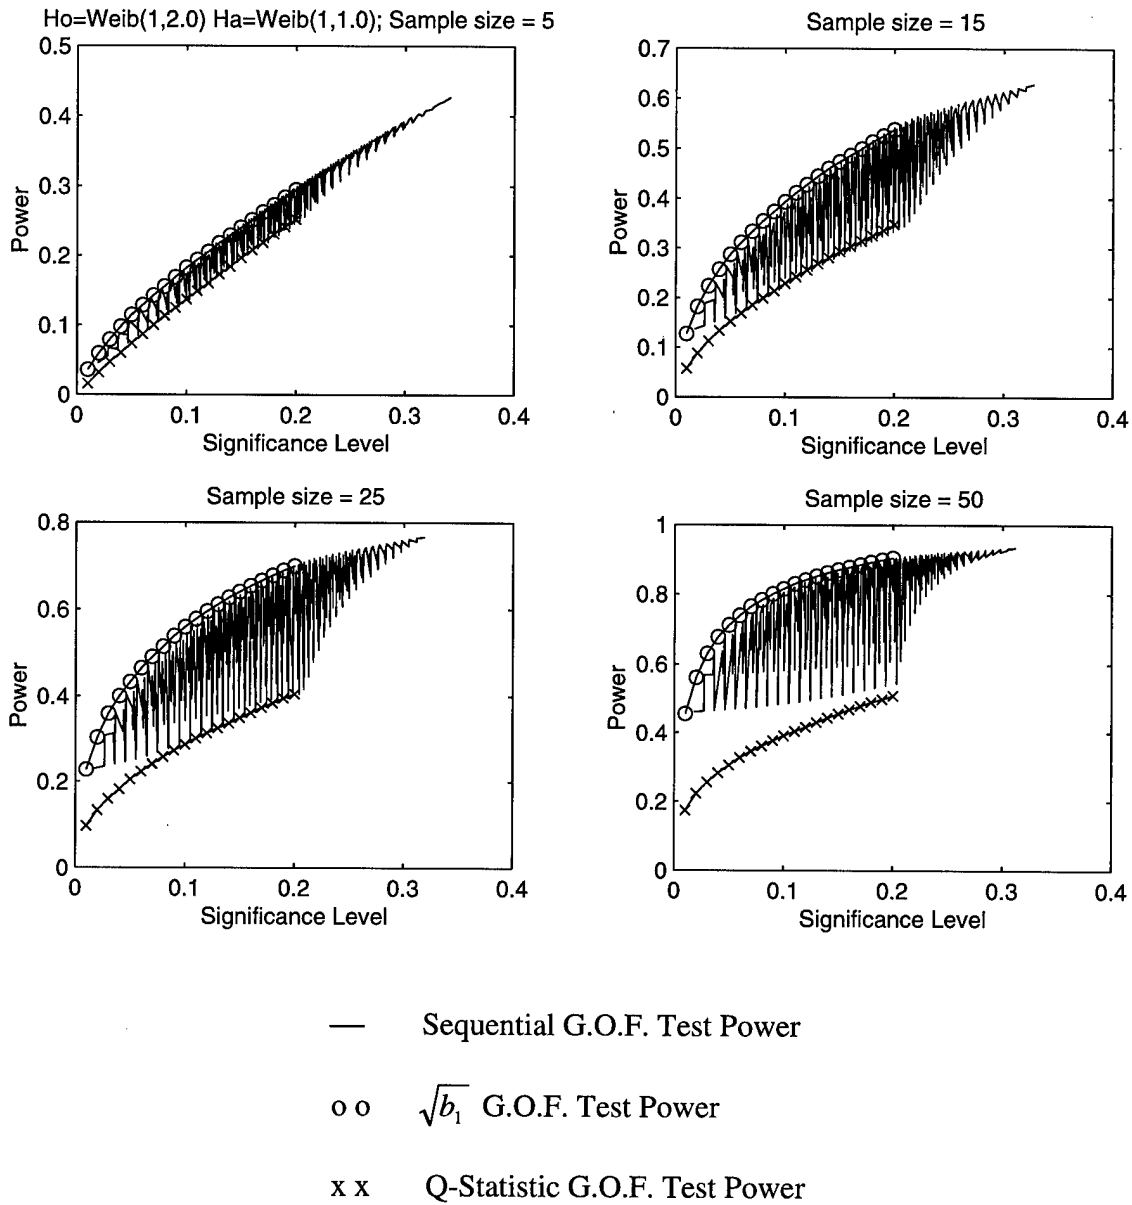 Ho=Weib(1,2.0) Ha=Weib(1,1.0); Sample size = 5
0.5
0.4
0.3
0.2
0.1
0
Power
0 0.1 0.2 0.3 0.4
Significance Level
Sample size = 15
0.7
0.6
0.5
0.4
0.3
0.2
0.1
0
Power
0 0.1 0.2 0.3 0.4
Significance Level
Sample size = 25
0.8
0.6
0.4
0.2
0
Power
0 0.1 0.2 0.3 0.4
Significance Level
Sample size = 50
1
0.8
0.6
0.4
0.2
0
Power
0 0.1 0.2 0.3 0.4
Significance Level
— Sequential G.O.F. Test Power
o o √b₁ G.O.F. Test Power
x x Q-Statistic G.O.F. Test Power